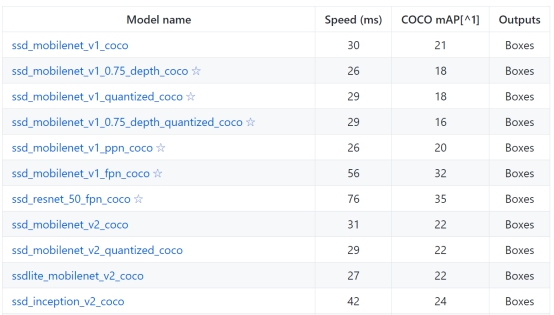 Model name Speed (ms) COCO mAP[^1] Outputs
ssd_mobilenet_v1_coco 30 21 Boxes
ssd_mobilenet_v1_0.75_depth_coco ☆ 26 18 Boxes
ssd_mobilenet_v1_quantized_coco ☆ 29 18 Boxes
ssd_mobilenet_v1_0.75_depth_quantized_coco ☆ 29 16 Boxes
ssd_mobilenet_v1_ppn_coco ☆ 26 20 Boxes
ssd_mobilenet_v1_fpn_coco ☆ 56 32 Boxes
ssd_resnet_50_fpn_coco ☆ 76 35 Boxes
ssd_mobilenet_v2_coco 31 22 Boxes
ssd_mobilenet_v2_quantized_coco 29 22 Boxes
ssdlite_mobilenet_v2_coco 27 22 Boxes
ssd_inception_v2_coco 42 24 Boxes